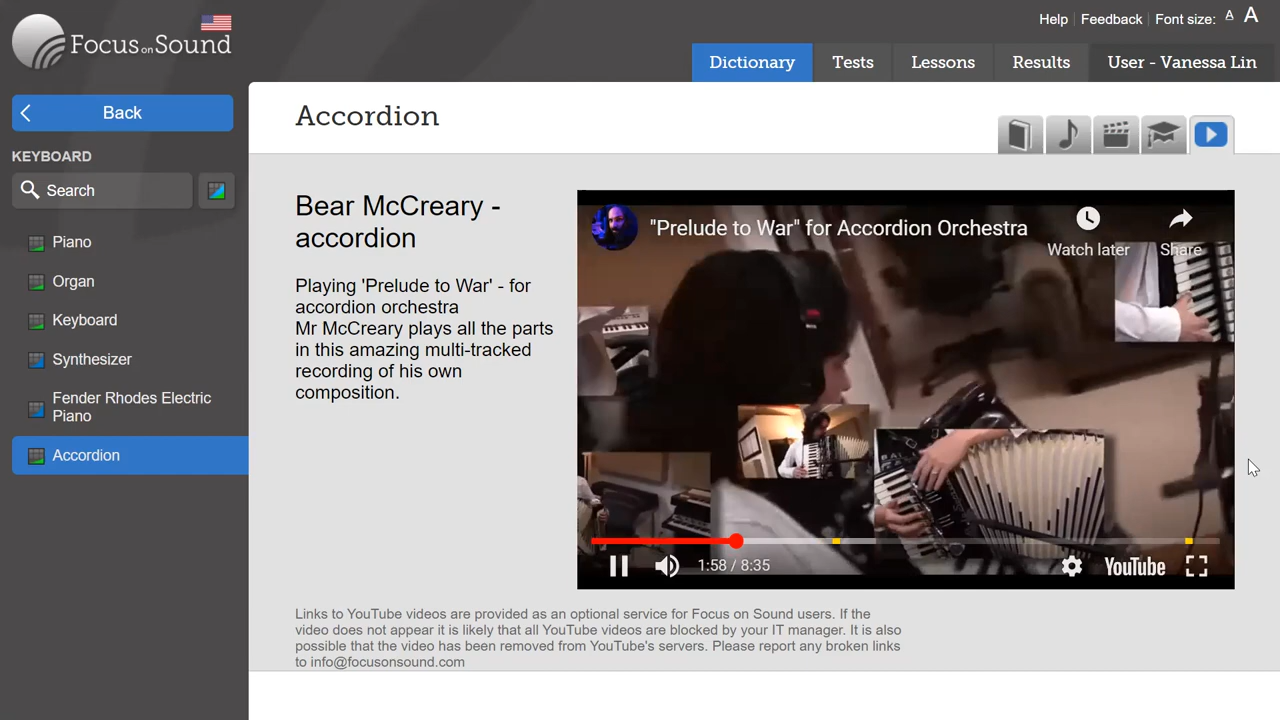 Focus on Sound
Help
Feedback
Font size: A A
Dictionary
Tests
Lessons
Results
User - Vanessa Lin
Back
KEYBOARD
Search
Piano
Organ
Keyboard
Synthesizer
Fender Rhodes Electric
Piano
Accordion
Accordion
Bear McCreary -
accordion
Playing 'Prelude to War' - for
accordion orchestra
Mr McCreary plays all the parts
in this amazing multi-tracked
recording of his own
composition.
"Prelude to War" for Accordion Orchestra
Watch later
Share
1:58 / 8:35
YouTube
Links to YouTube videos are provided as an optional service for Focus on Sound users. If the
video does not appear it is likely that all YouTube videos are blocked by your IT manager. It is also
possible that the video has been removed from YouTube's servers. Please report any broken links
to info@focusonsound.com